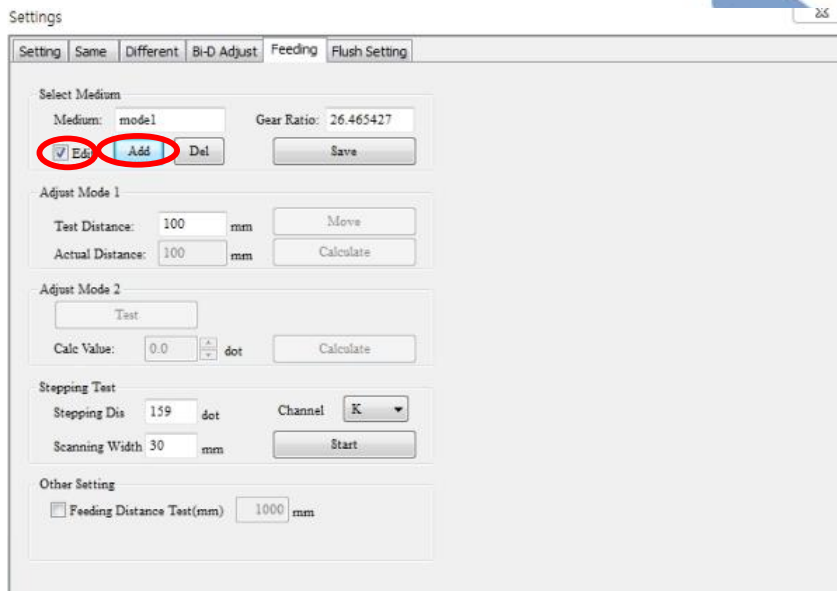 Settings
Setting Same Different Bi-D Adjust Feeding Flush Setting
Select Medium
Medium: mode1 Gear Ratio: 26.465427
Add Del Save
Adjust Mode 1
Test Distance: 100 mm Move
Actual Distance: 100 mm Calculate
Adjust Mode 2
Test
Calc Value: 0.0 dot Calculate
Stepping Test
Stepping Dis 159 dot Channel K
Scanning Width 30 mm Start
Other Setting
Feeding Distance Test(mm) 1000 mm